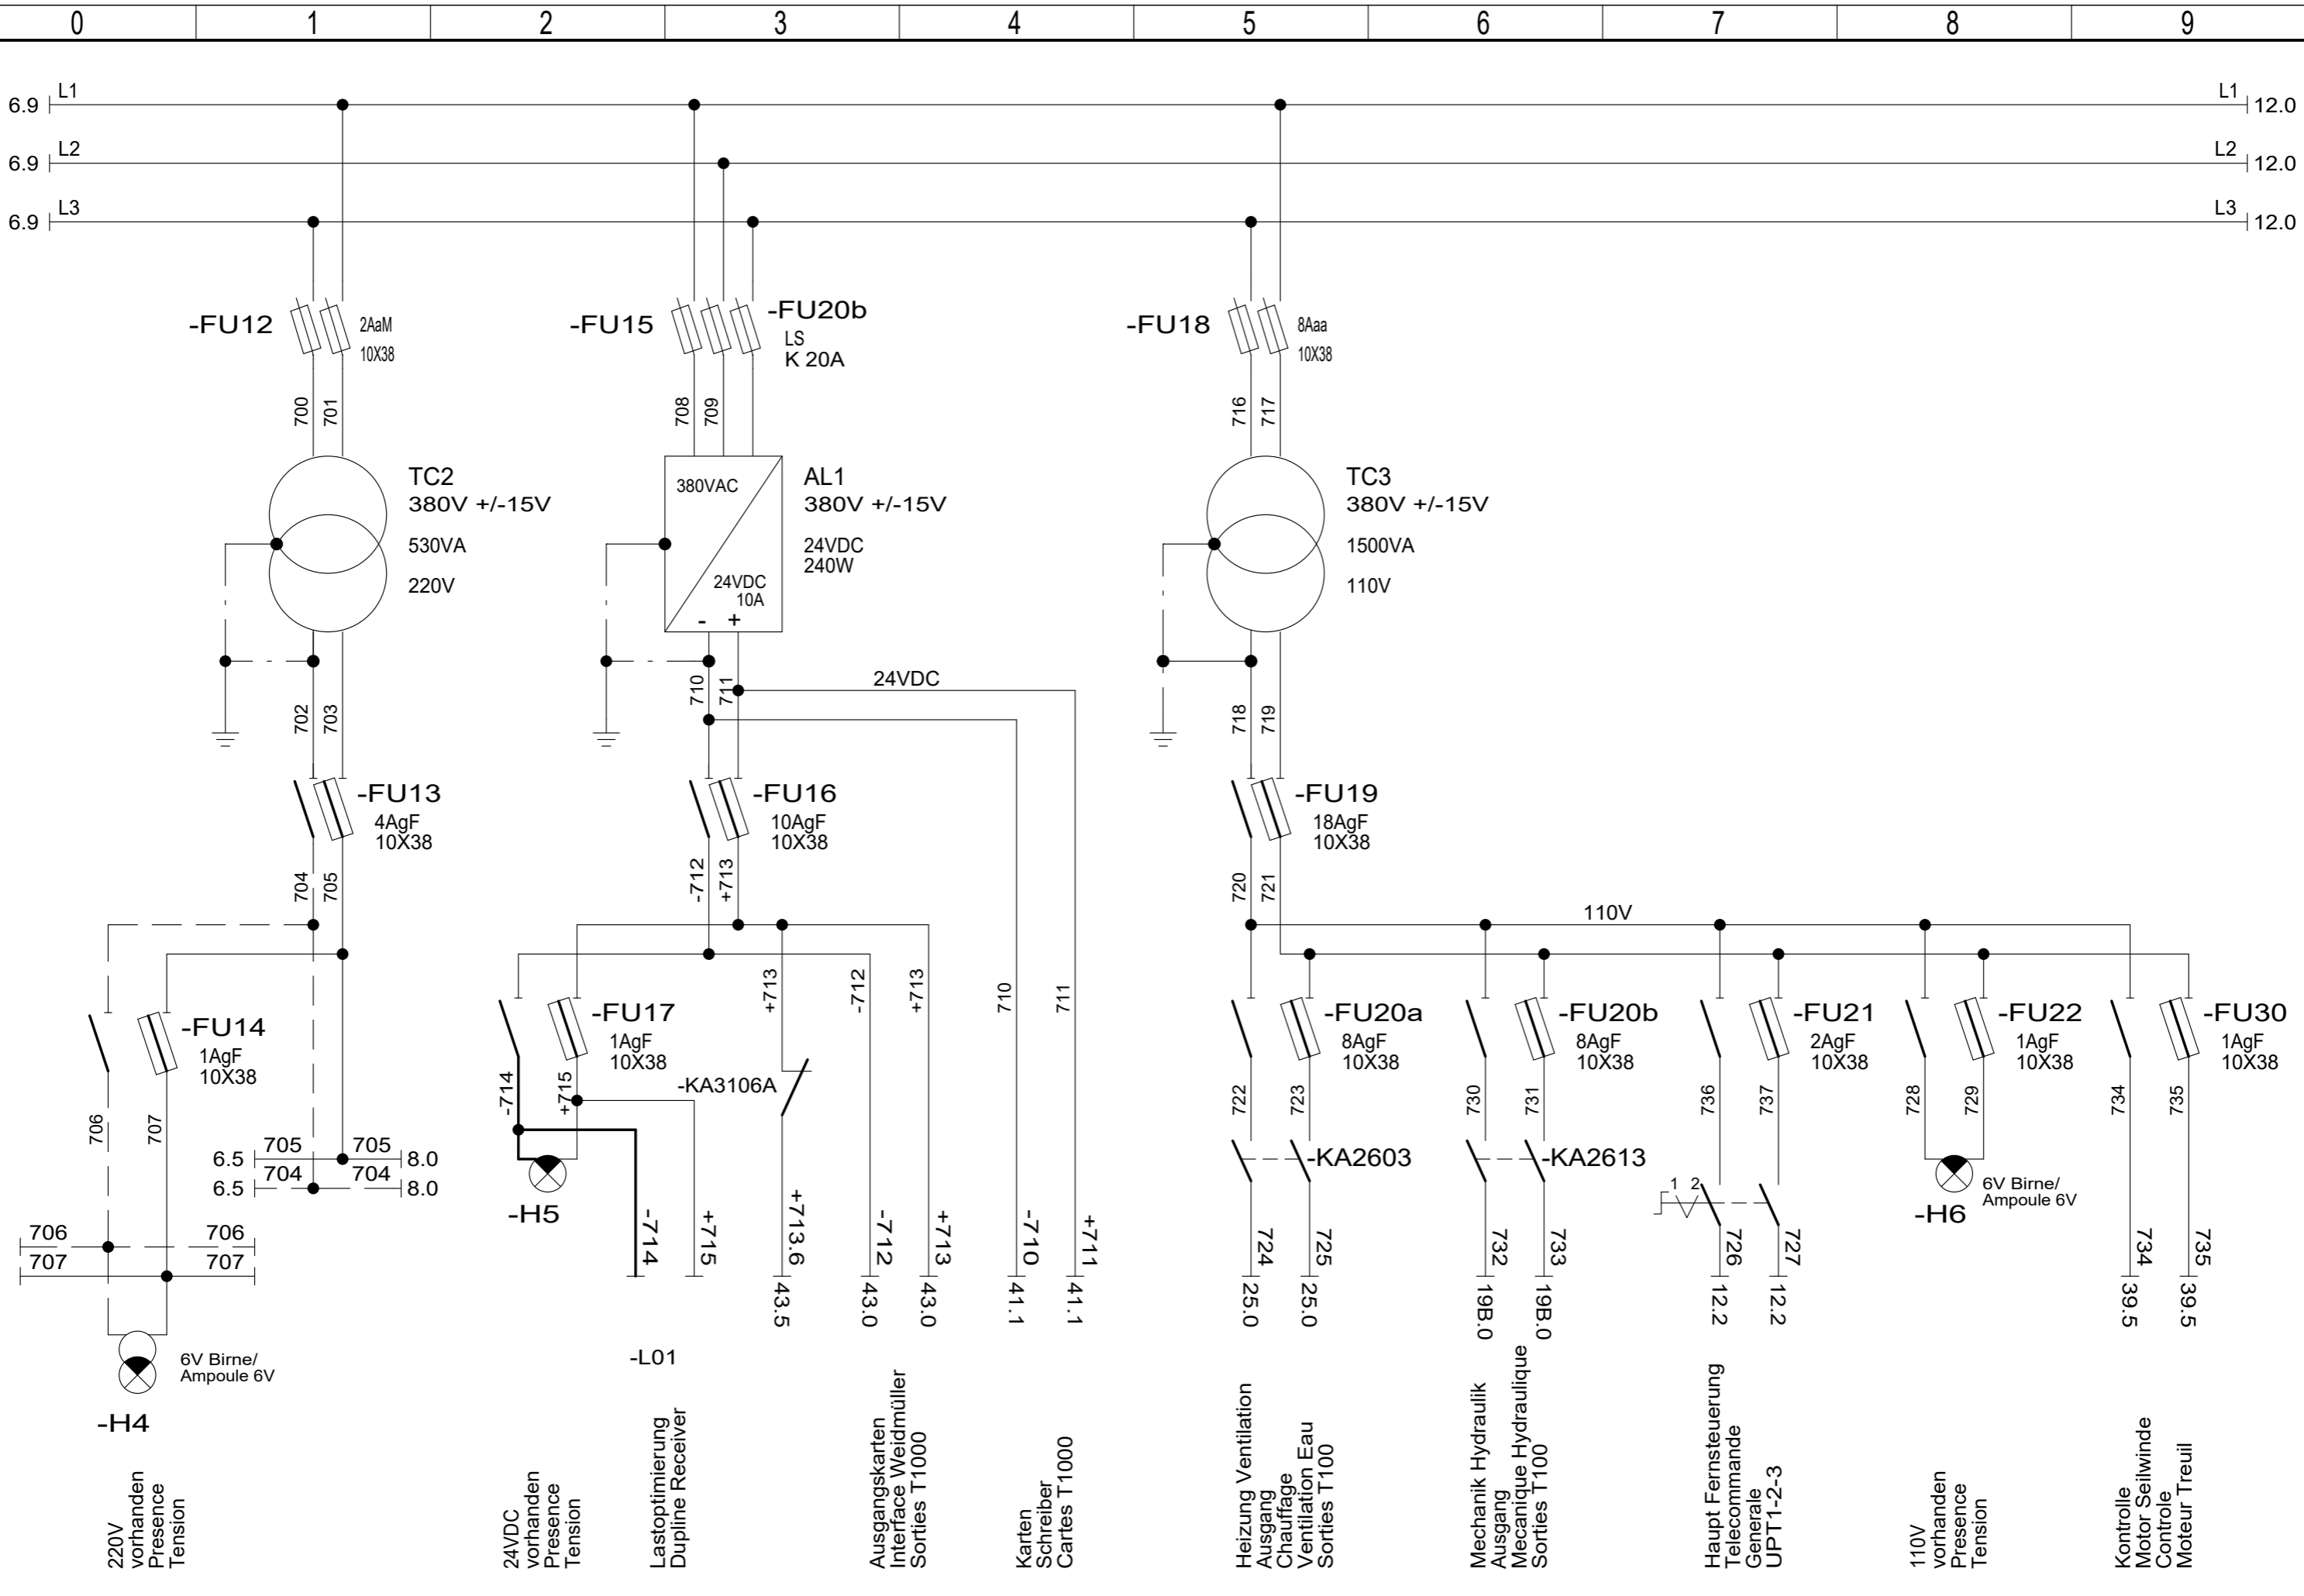 0 1 2 3 4 5 6 7 8 9
6.9 L1 L1 12.0
6.9 L2 L2 12.0
6.9 L3 L3 12.0
-FU12
2AaM
10X38
-FU15
-FU20b
LS
K 20A
-FU18
8Aaa
10X38
700
701
708
709
716
717
TC2
380V +/-15V
530VA
220V
380VAC
24VDC
10A
- +
AL1
380V +/-15V
24VDC
240W
TC3
380V +/-15V
1500VA
110V
702
703
710
711
24VDC
718
719
-FU13
4AgF
10X38
-FU16
10AgF
10X38
-FU19
18AgF
10X38
704
705
-712
+713
720
721
110V
-FU14
1AgF
10X38
-FU17
1AgF
10X38
+713
-712
+713
710
711
-FU20a
8AgF
10X38
-FU20b
8AgF
10X38
-FU21
2AgF
10X38
-FU22
1AgF
10X38
-FU30
1AgF
10X38
-KA3106A
706
707
-714
+715
722
723
730
731
736
737
728
729
734
735
6.5 705 705 8.0
6.5 704 704 8.0
706 706
707 707
-H5
-KA2603
-KA2613
1 2
-H6
6V Birne/
Ampoule 6V
-714
+715
+713.6
43.5
-712
43.0
+713
43.0
-710
41.1
+711
41.1
724
25.0
725
25.0
732
19B.0
733
19B.0
726
12.2
727
12.2
734
39.5
735
39.5
6V Birne/
Ampoule 6V
-H4
-L01
220V
vorhanden
Presence
Tension
24VDC
vorhanden
Presence
Tension
Lastoptimierung
Dupline Receiver
Ausgangskarten
Interface Weidmüller
Sorties T1000
Karten
Schreiber
Cartes T1000
Heizung Ventilation
Ausgang
Chauffage
Ventilation Eau
Sorties T100
Mechanik Hydraulik
Ausgang
Mecanique Hydraulique
Sorties T100
Haupt Fernsteuerung
Telecommande
Generale
UPT1-2-3
110V
vorhanden
Presence
Tension
Kontrolle
Motor Seilwinde
Controle
Moteur Treuil